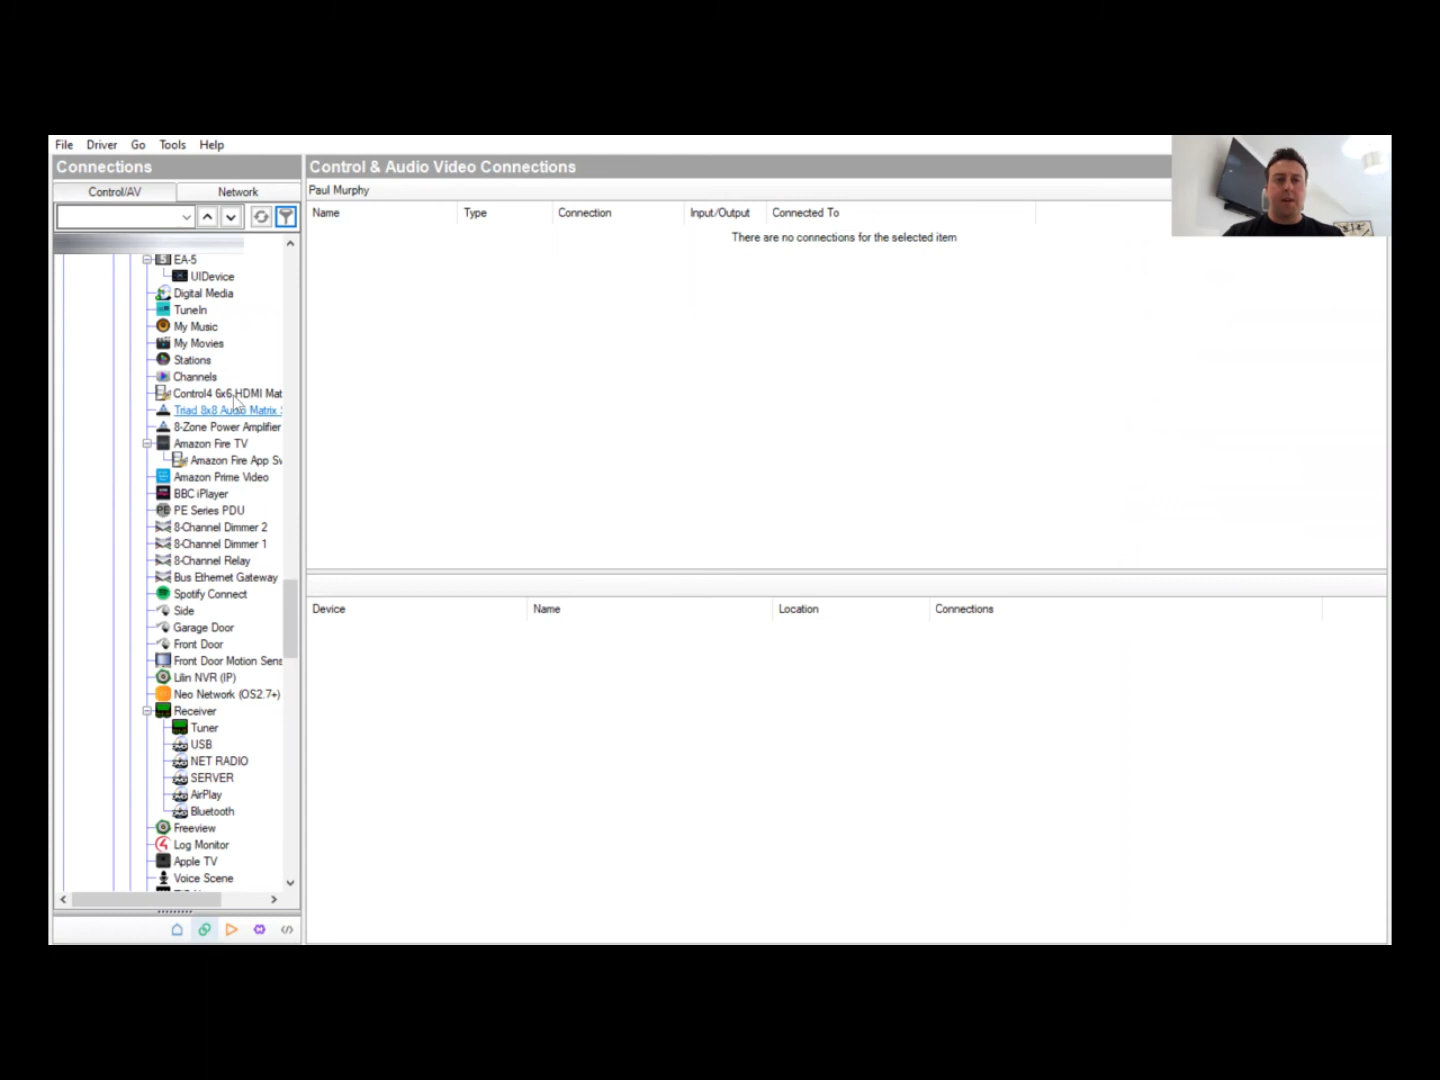 File Driver Go Tools Help
Connections
Control & Audio Video Connections
Control/AV Network
Paul Murphy
Name Type Connection Input/Output Connected To
There are no connections for the selected item
EA-5
UIDevice
Digital Media
TuneIn
My Music
My Movies
Stations
Channels
Control4 6x6 HDMI Mat
Triad 8x8 Audio Matrix
8-Zone Power Amplifier
Amazon Fire TV
Amazon Fire App Sw
Amazon Prime Video
BBC iPlayer
PE Series PDU
8-Channel Dimmer 2
8-Channel Dimmer 1
8-Channel Relay
Bus Ethernet Gateway
Spotify Connect
Side
Garage Door
Front Door
Front Door Motion Sens
Lilin NVR (IP)
Neo Network (OS2.7+)
Receiver
Tuner
USB
NET RADIO
SERVER
AirPlay
Bluetooth
Freeview
Log Monitor
Apple TV
Voice Scene
Device Name Location Connections